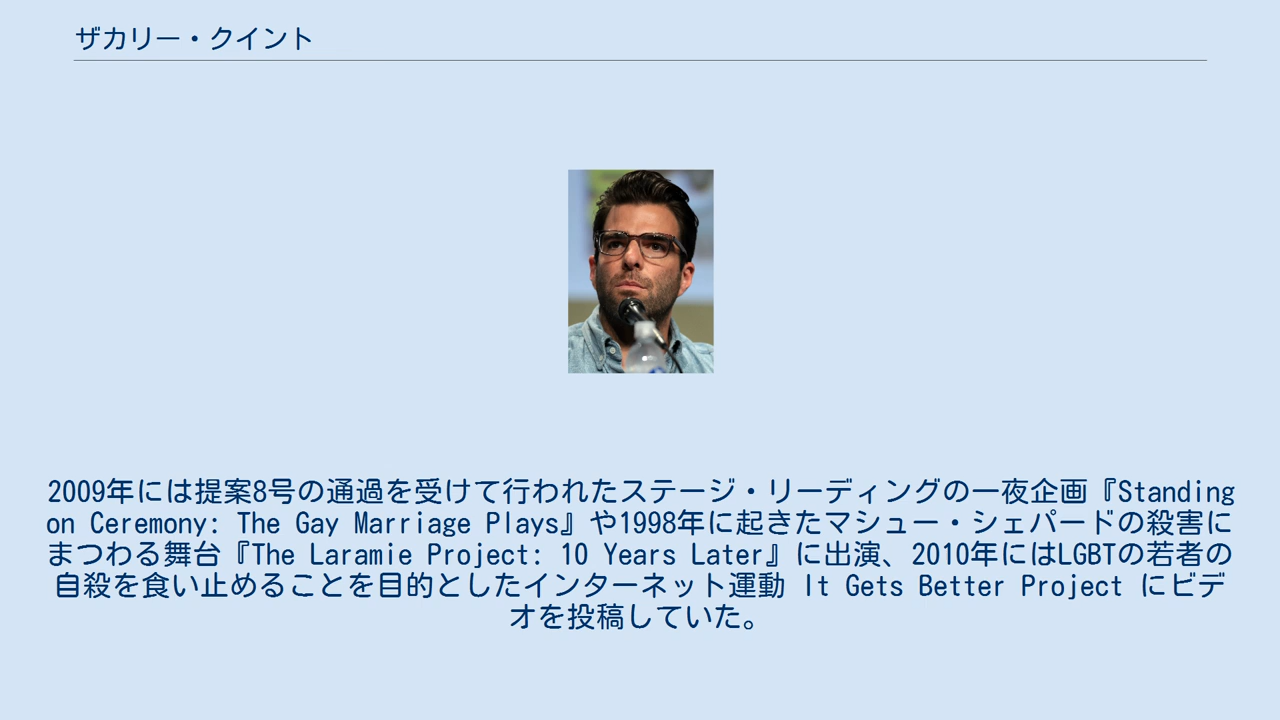 ザカリー・クイント
2009年には提案8号の通過を受けて行われたステージ・リーディングの一夜企画『Standing
on Ceremony: The Gay Marriage Plays』や1998年に起きたマシュー・シェパードの殺害に
まつわる舞台『The Laramie Project: 10 Years Later』に出演、2010年にはLGBTの若者の
自殺を食い止めることを目的としたインターネット運動 It Gets Better Project にビデ
オを投稿していた。